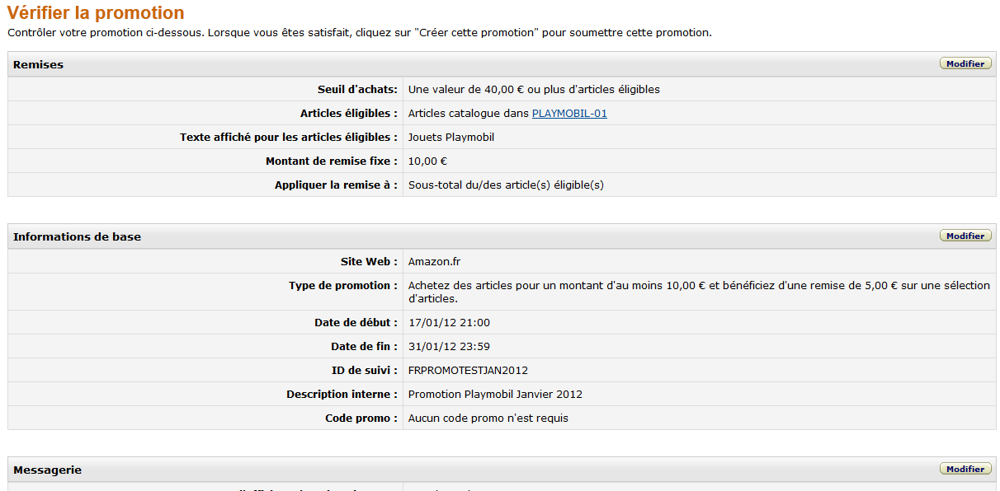 Vérifier la promotion
Contrôler votre promotion ci-dessous. Lorsque vous êtes satisfait, cliquez sur "Créer cette promotion" pour soumettre cette promotion.
Remises Modifier
Seuil d'achats: Une valeur de 40,00 € ou plus d'articles éligibles
Articles éligibles : Articles catalogue dans PLAYMOBIL-01
Texte affiché pour les articles éligibles : Jouets Playmobil
Montant de remise fixe : 10,00 €
Appliquer la remise à : Sous-total du/des article(s) éligible(s)
Informations de base Modifier
Site Web : Amazon.fr
Type de promotion : Achetez des articles pour un montant d'au moins 10,00 € et bénéficiez d'une remise de 5,00 € sur une sélection
d'articles.
Date de début : 17/01/12 21:00
Date de fin : 31/01/12 23:59
ID de suivi : FRPROMOTESTJAN2012
Description interne : Promotion Playmobil Janvier 2012
Code promo : Aucun code promo n'est requis
Messagerie Modifier